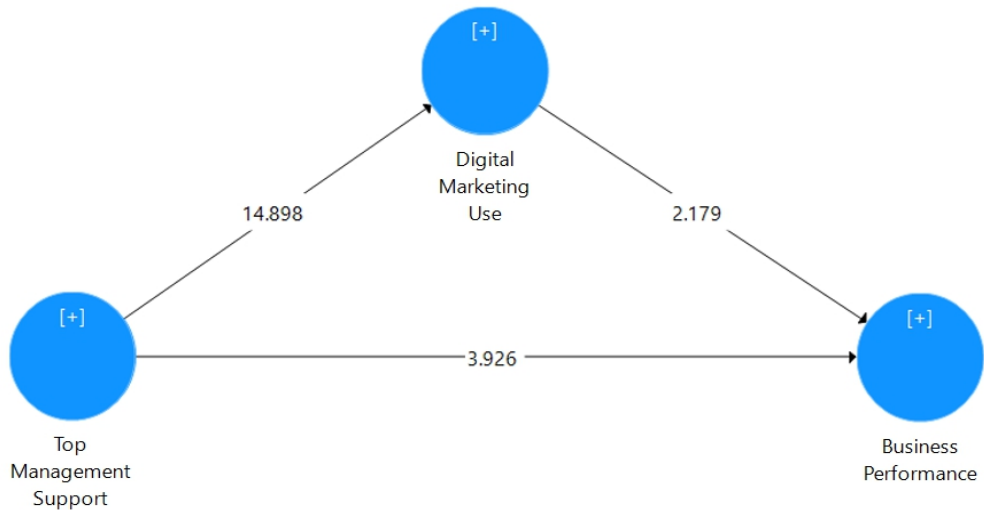 [+]
Digital
Marketing
Use
14.898
2.179
[+]
[+]
3.926
Top
Management
Support
Business
Performance